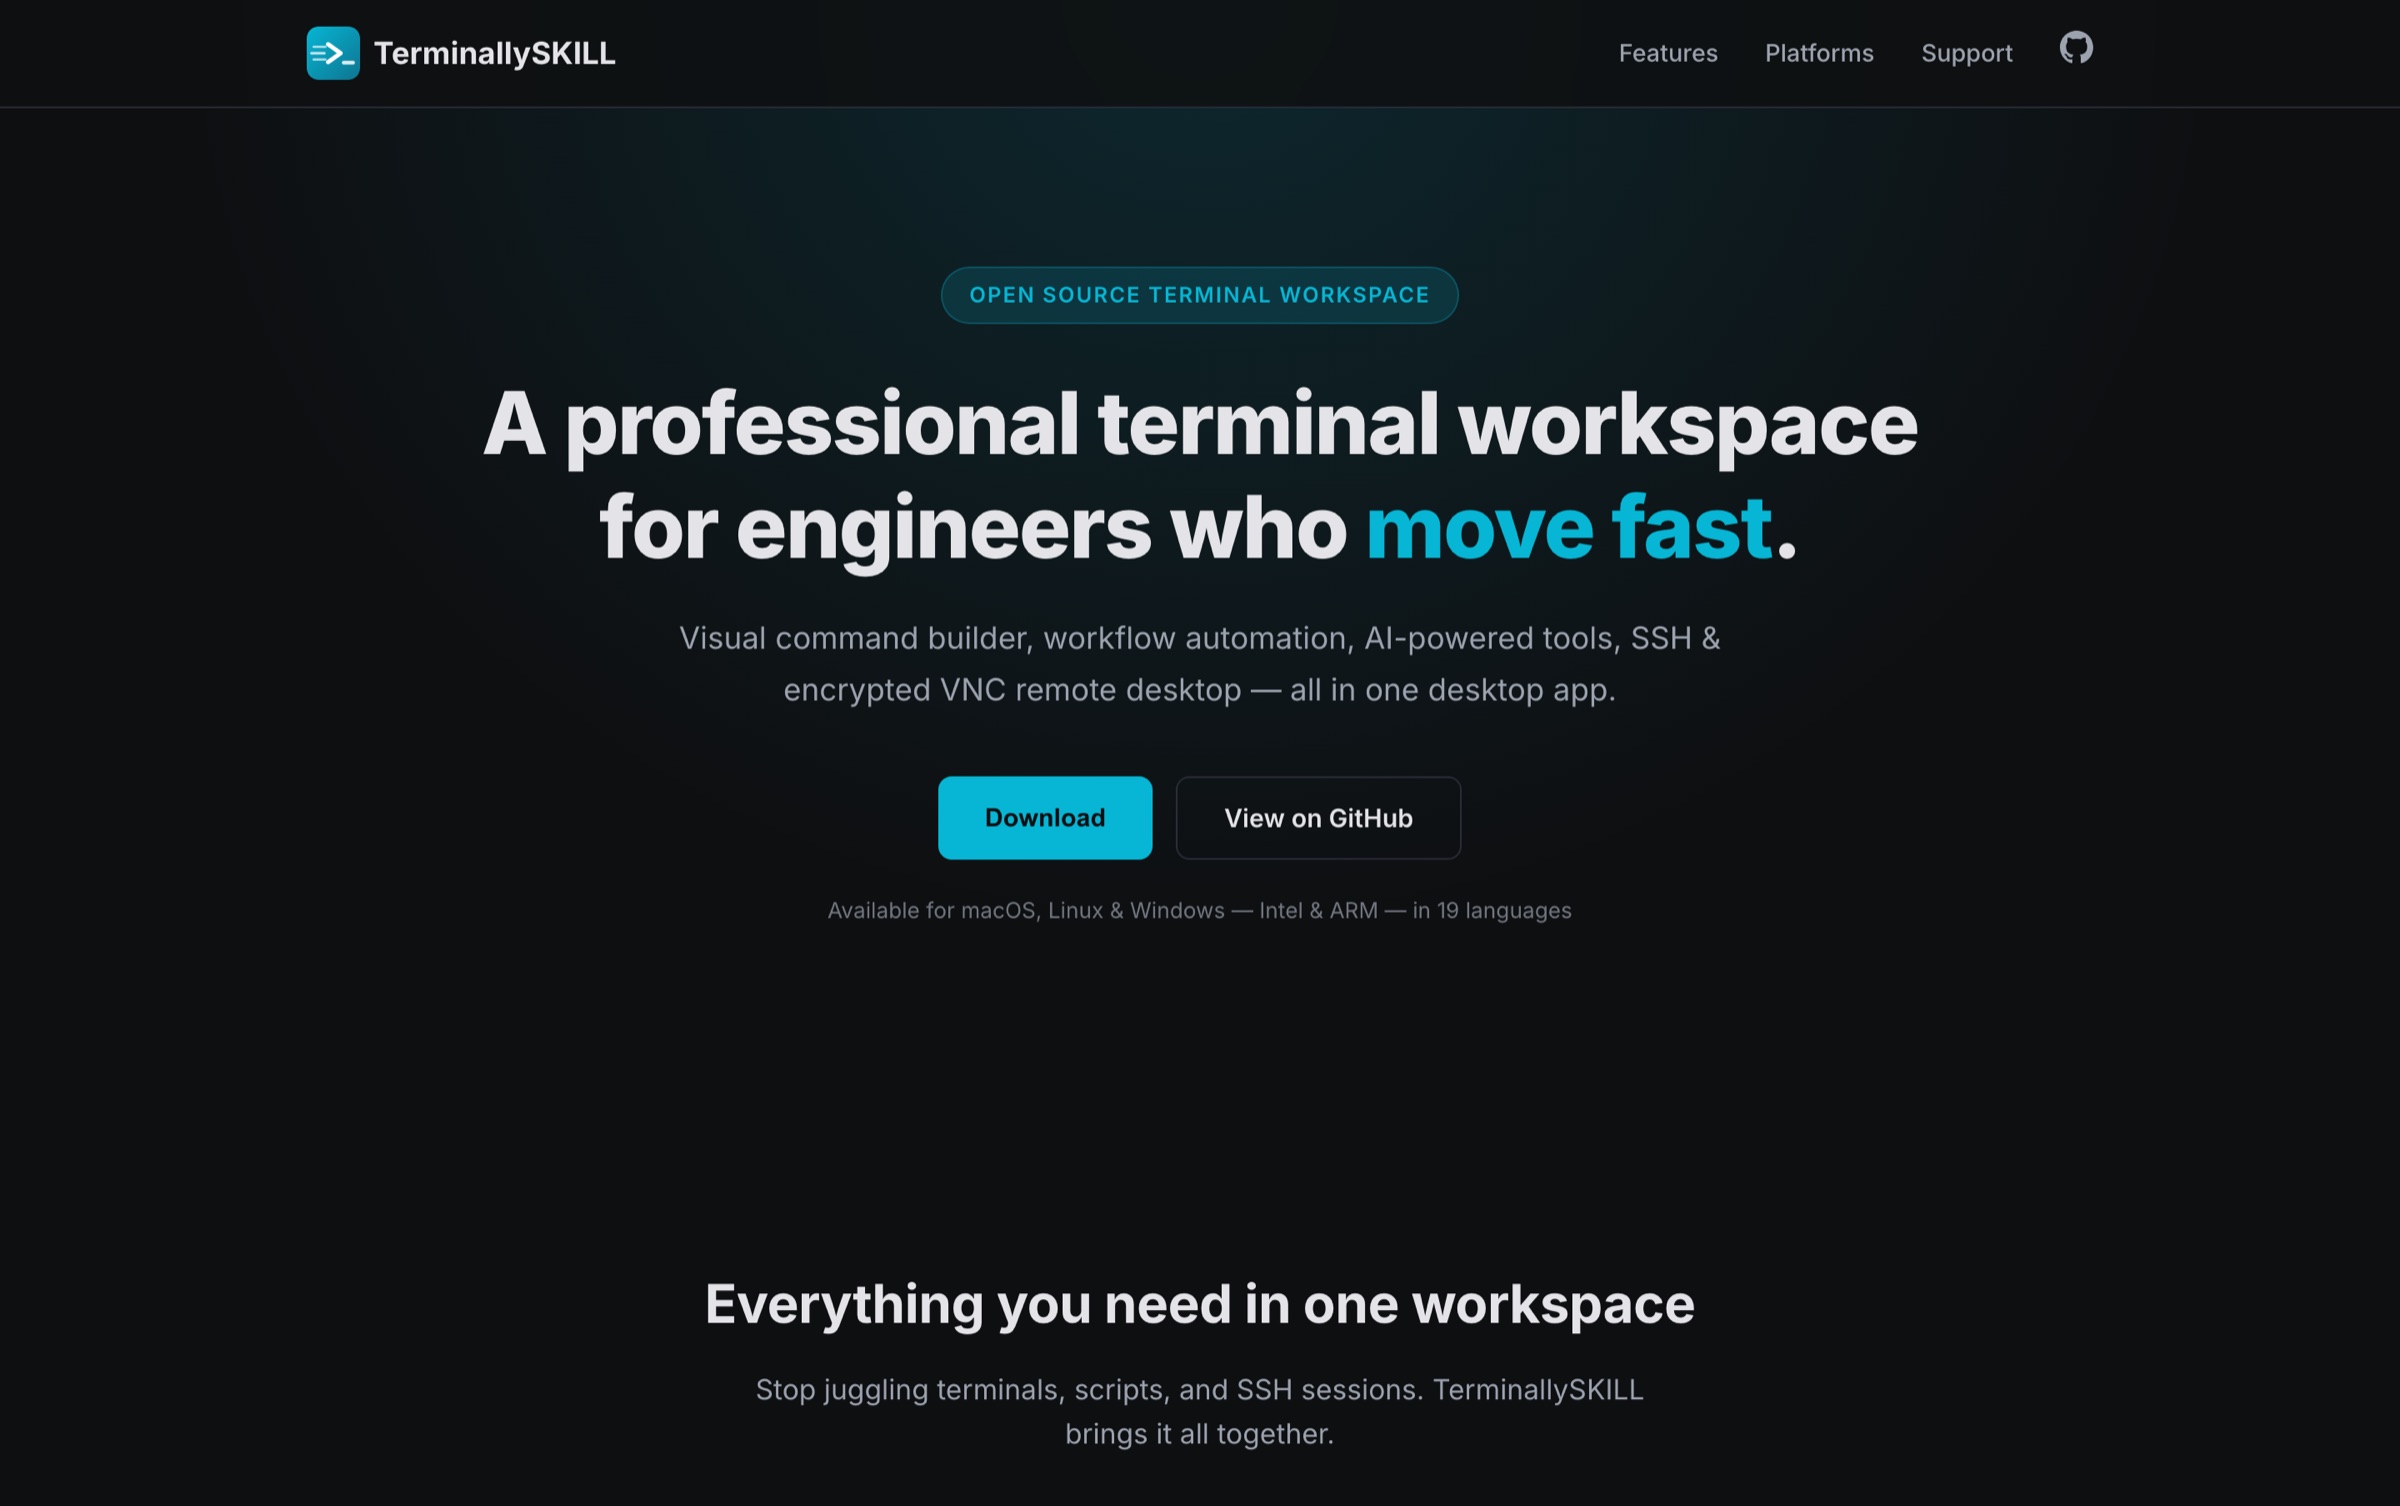 TerminallySKILL
Features
Platforms
Support
OPEN SOURCE TERMINAL WORKSPACE
A professional terminal workspace
for engineers who move fast.
Visual command builder, workflow automation, AI-powered tools, SSH &
encrypted VNC remote desktop — all in one desktop app.
Download
View on GitHub
Available for macOS, Linux & Windows — Intel & ARM — in 19 languages
Everything you need in one workspace
Stop juggling terminals, scripts, and SSH sessions. TerminallySKILL
brings it all together.